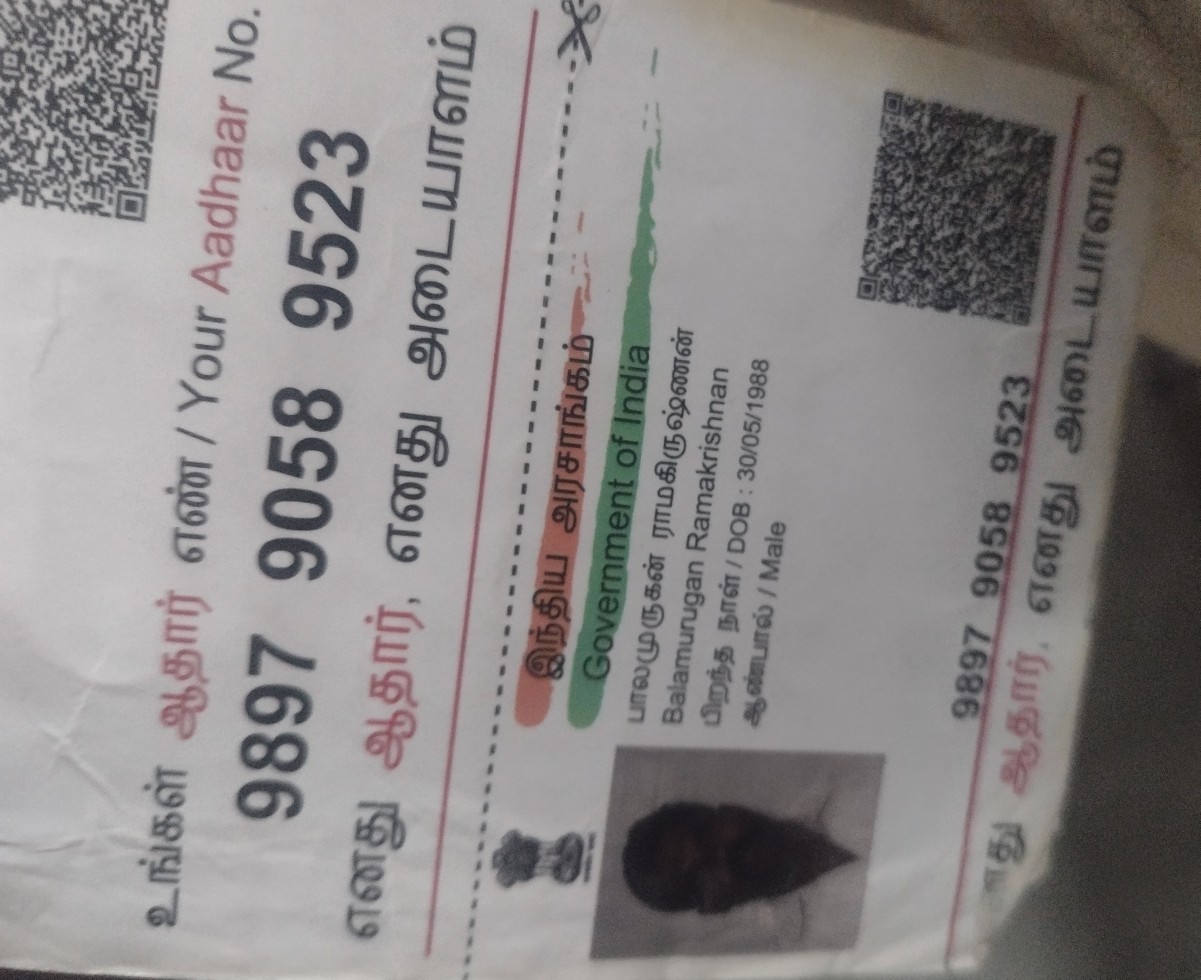 உங்கள் ஆதார் எண் / Your Aadhaar No.
9897 9058 9523
எனது ஆதார், எனது அடையாளம்
இந்திய அரசாங்கம்
Government of India
பாலமுருகன் ராமகிருஷ்ணன்
Balamurugan Ramakrishnan
பிறந்த நாள் / DOB : 30/05/1988
ஆண்பால் / Male
9897 9058 9523
எனது ஆதார், எனது அடையாளம்